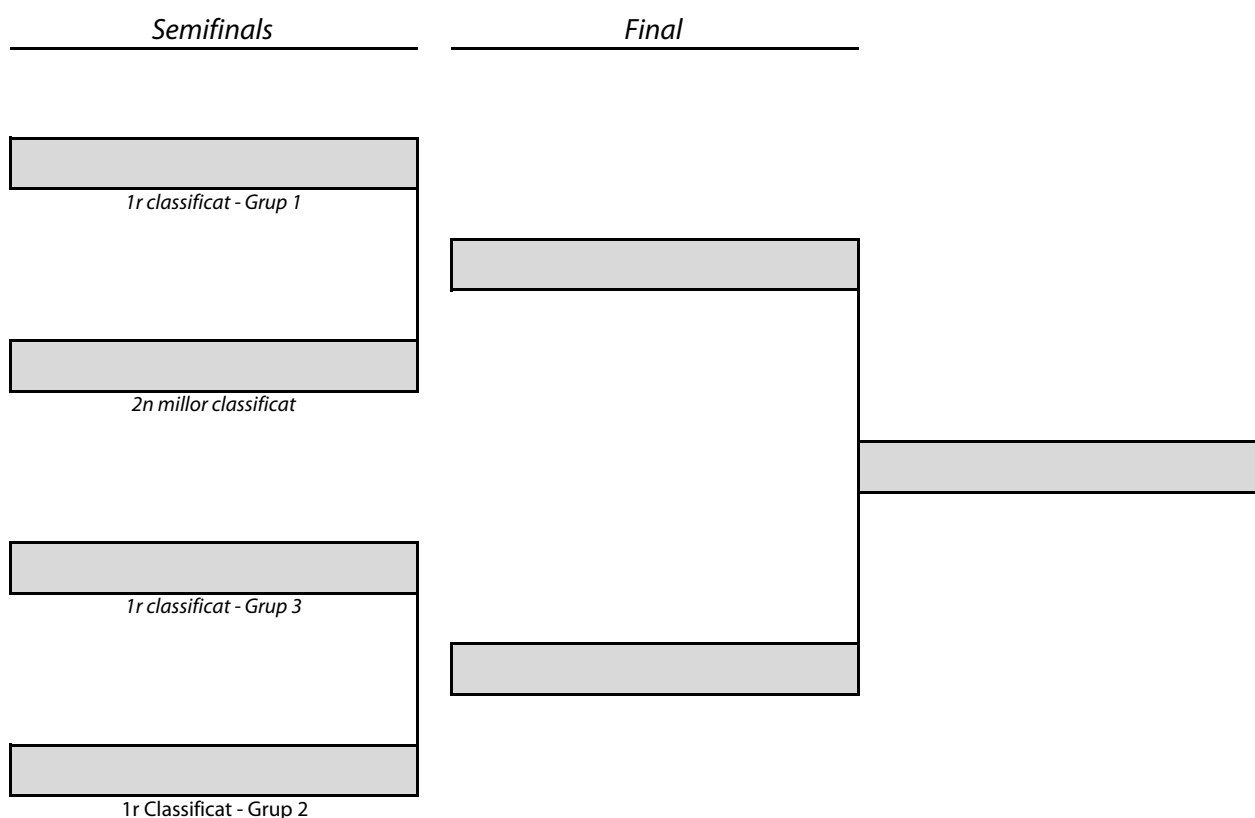 Semifinals
Final
1r classificat - Grup 1
2n millor classificat
1r classificat - Grup 3
1r Classificat - Grup 2